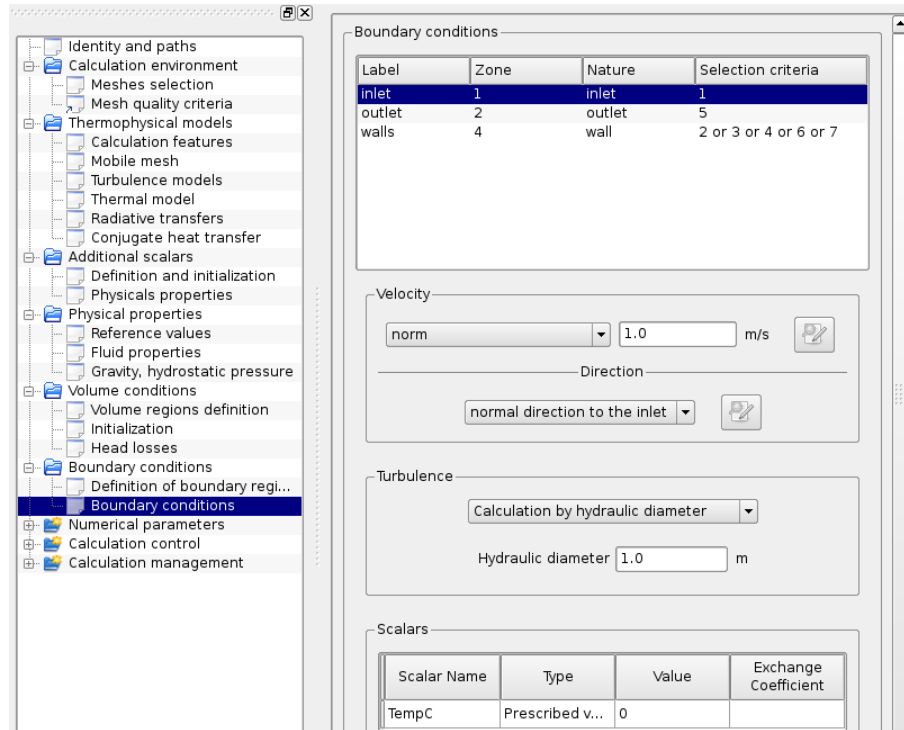 Identity and paths
Calculation environment
Meshes selection
Mesh quality criteria
Thermophysical models
Calculation features
Mobile mesh
Turbulence models
Thermal model
Radiative transfers
Conjugate heat transfer
Additional scalars
Definition and initialization
Physicals properties
Physical properties
Reference values
Fluid properties
Gravity, hydrostatic pressure
Volume conditions
Volume regions definition
Initialization
Head losses
Boundary conditions
Definition of boundary regi...
Boundary conditions
Numerical parameters
Calculation control
Calculation management
Boundary conditions
Label Zone Nature Selection criteria
inlet 1 inlet 1
outlet 2 outlet 5
walls 4 wall 2 or 3 or 4 or 6 or 7
Velocity
norm 1.0 m/s
Direction
normal direction to the inlet
Turbulence
Calculation by hydraulic diameter
Hydraulic diameter 1.0 m
Scalars
Scalar Name Type Value Exchange Coefficient
TempC Prescribed v... 0